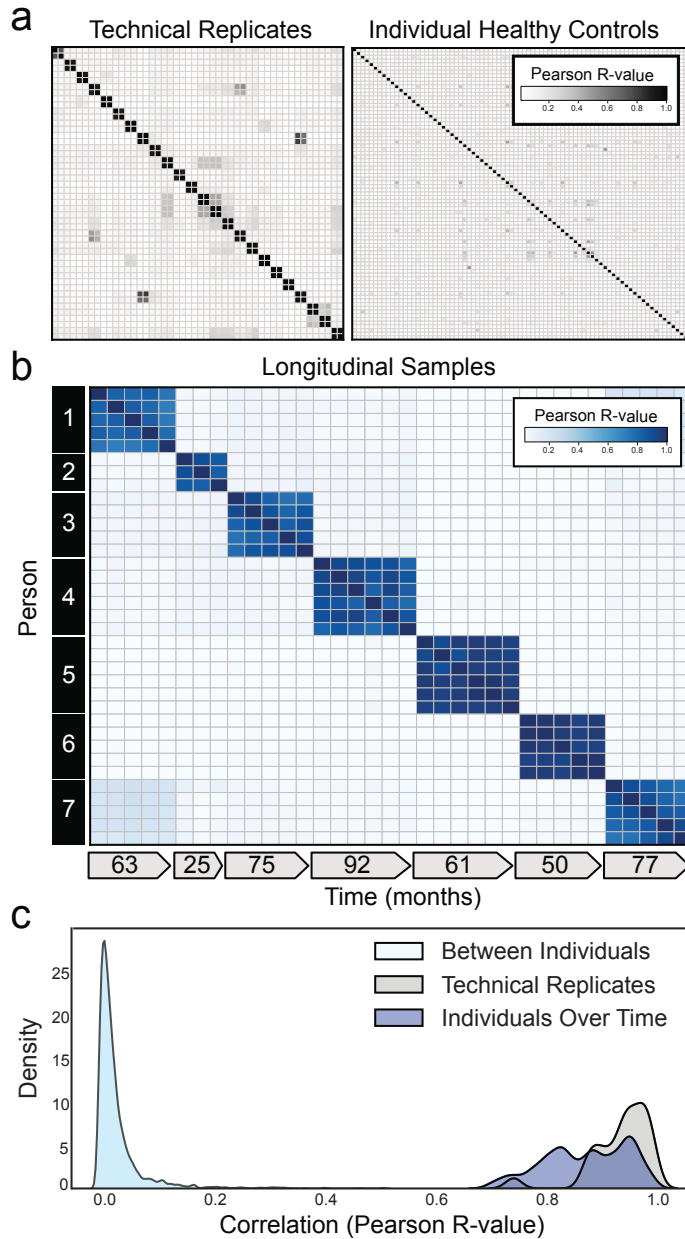 a
Technical Replicates
Individual Healthy Controls
Pearson R-value
0.2 0.4 0.6 0.8 1.0
b
Longitudinal Samples
Pearson R-value
0.2 0.4 0.6 0.8 1.0
Person
1
2
3
4
5
6
7
63 25 75 92 61 50 77
Time (months)
c
Density
25
20
15
10
5
0
Between Individuals
Technical Replicates
Individuals Over Time
0.0 0.2 0.4 0.6 0.8 1.0
Correlation (Pearson R-value)